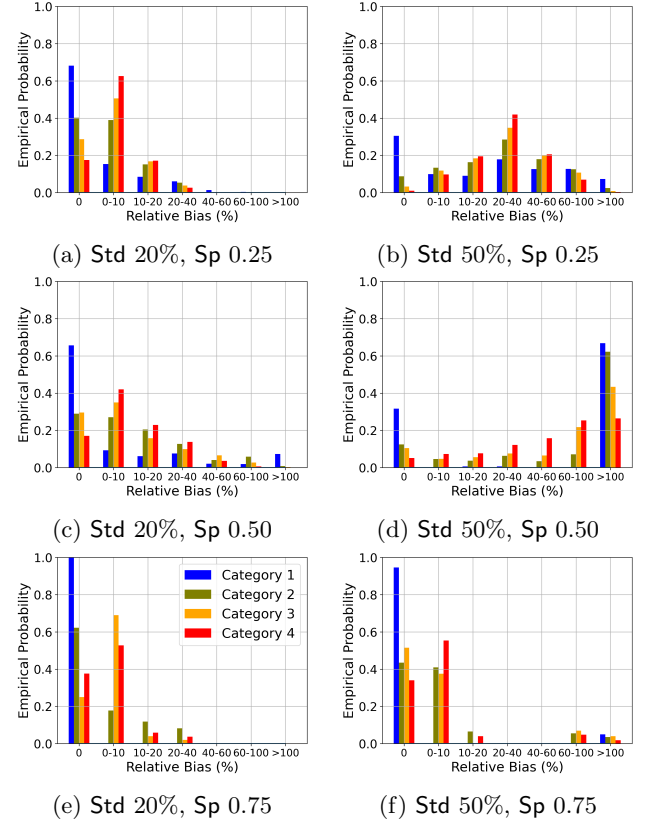 1.0
0.8
0.6
0.4
0.2
0.0
Empirical Probability
0 0-10 10-20 20-40 40-60 60-100 >100
Relative Bias (%)
(a) Std 20%, Sp 0.25
1.0
0.8
0.6
0.4
0.2
0.0
Empirical Probability
0 0-10 10-20 20-40 40-60 60-100 >100
Relative Bias (%)
(b) Std 50%, Sp 0.25
1.0
0.8
0.6
0.4
0.2
0.0
Empirical Probability
0 0-10 10-20 20-40 40-60 60-100 >100
Relative Bias (%)
(c) Std 20%, Sp 0.50
1.0
0.8
0.6
0.4
0.2
0.0
Empirical Probability
0 0-10 10-20 20-40 40-60 60-100 >100
Relative Bias (%)
(d) Std 50%, Sp 0.50
1.0
0.8
0.6
0.4
0.2
0.0
Empirical Probability
Category 1
Category 2
Category 3
Category 4
0 0-10 10-20 20-40 40-60 60-100 >100
Relative Bias (%)
(e) Std 20%, Sp 0.75
1.0
0.8
0.6
0.4
0.2
0.0
Empirical Probability
0 0-10 10-20 20-40 40-60 60-100 >100
Relative Bias (%)
(f) Std 50%, Sp 0.75